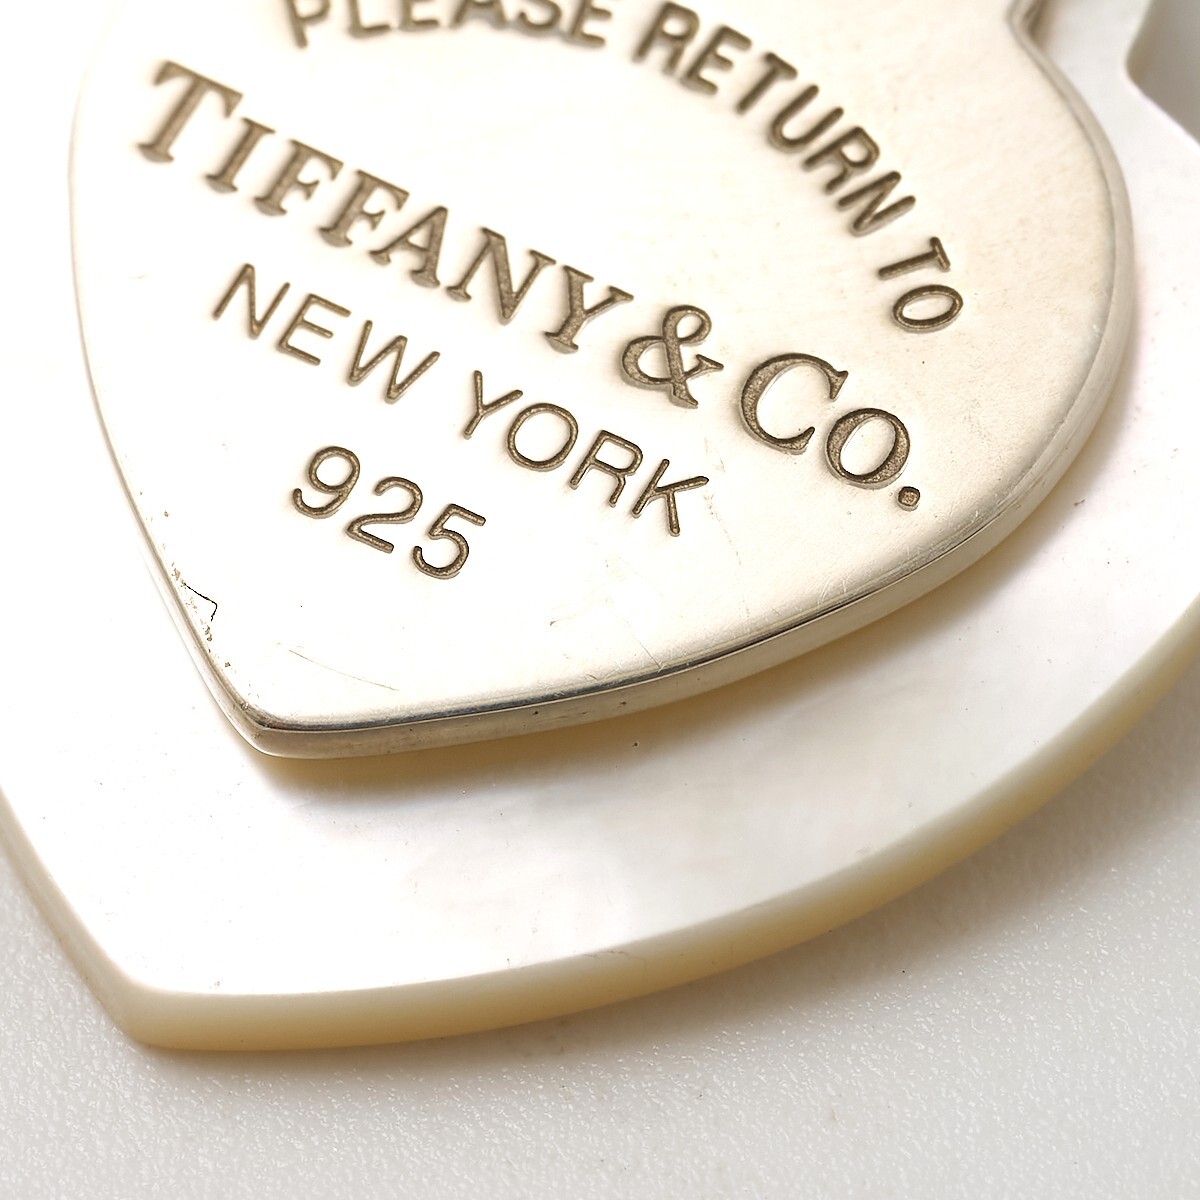 PLEASE RETURN TO
TIFFANY & CO.
NEW YORK
925